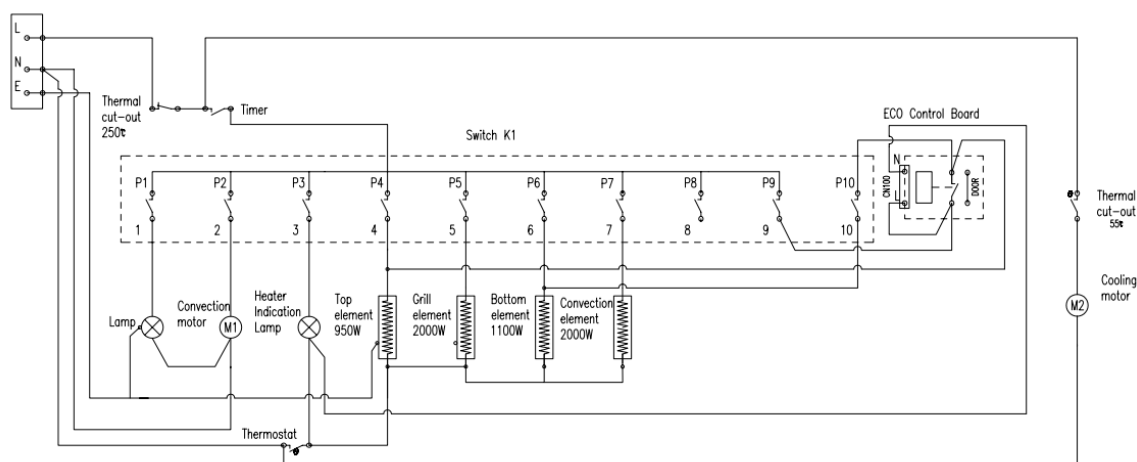 L
N
E
Thermal
cut-out
250℃
Timer
Switch K1
ECO Control Board
P1
P2
P3
P4
P5
P6
P7
P8
P9
P10
N
CN100
DOOR
1
2
3
4
5
6
7
8
9
10
Thermal
cut-out
55℃
Lamp
Convection
motor
M1
Heater
Indication
Lamp
Top
element
950W
Grill
element
2000W
Bottom
element
1100W
Convection
element
2000W
Cooling
motor
M2
Thermostat